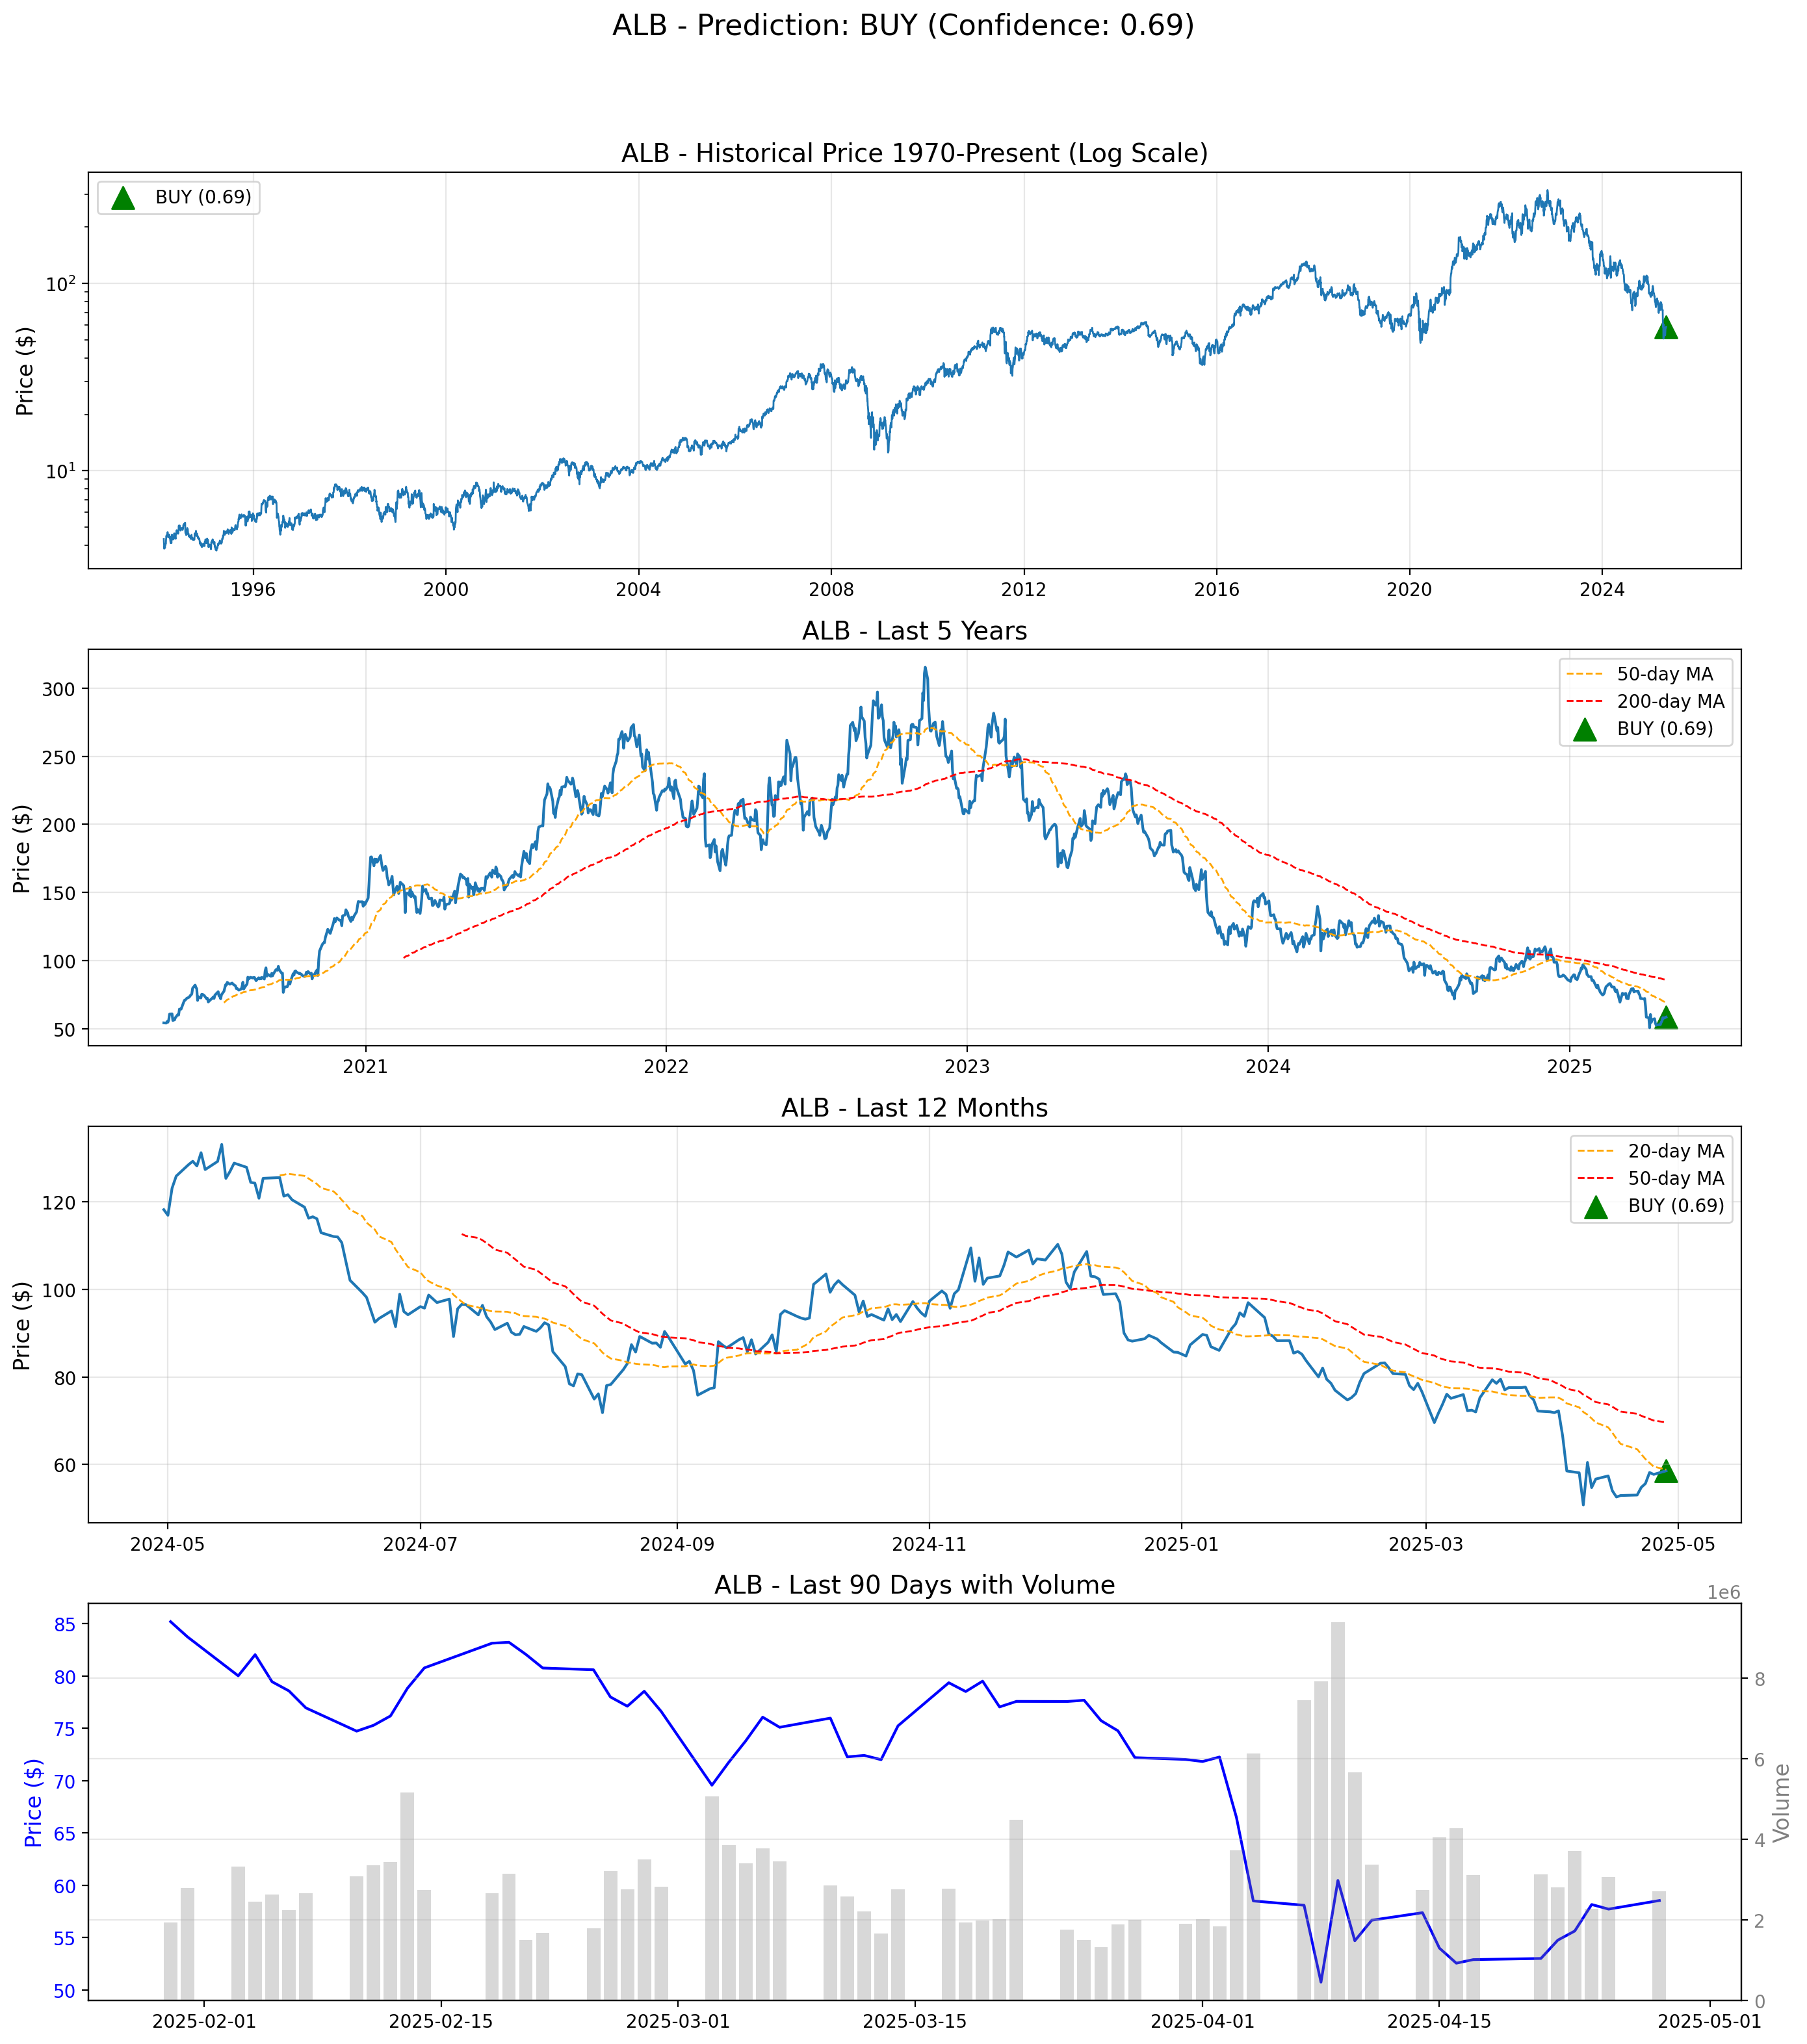 ALB - Prediction: BUY (Confidence: 0.69)
ALB - Historical Price 1970-Present (Log Scale)
BUY (0.69)
Price ($)
10²
10¹
1996 2000 2004 2008 2012 2016 2020 2024
ALB - Last 5 Years
50-day MA
200-day MA
BUY (0.69)
Price ($)
300
250
200
150
100
50
2021 2022 2023 2024 2025
ALB - Last 12 Months
20-day MA
50-day MA
BUY (0.69)
Price ($)
120
100
80
60
2024-05 2024-07 2024-09 2024-11 2025-01 2025-03 2025-05
ALB - Last 90 Days with Volume
1e6
Price ($)
85
80
75
70
65
60
55
50
8
6
4
2
0
Volume
2025-02-01 2025-02-15 2025-03-01 2025-03-15 2025-04-01 2025-04-15 2025-05-01